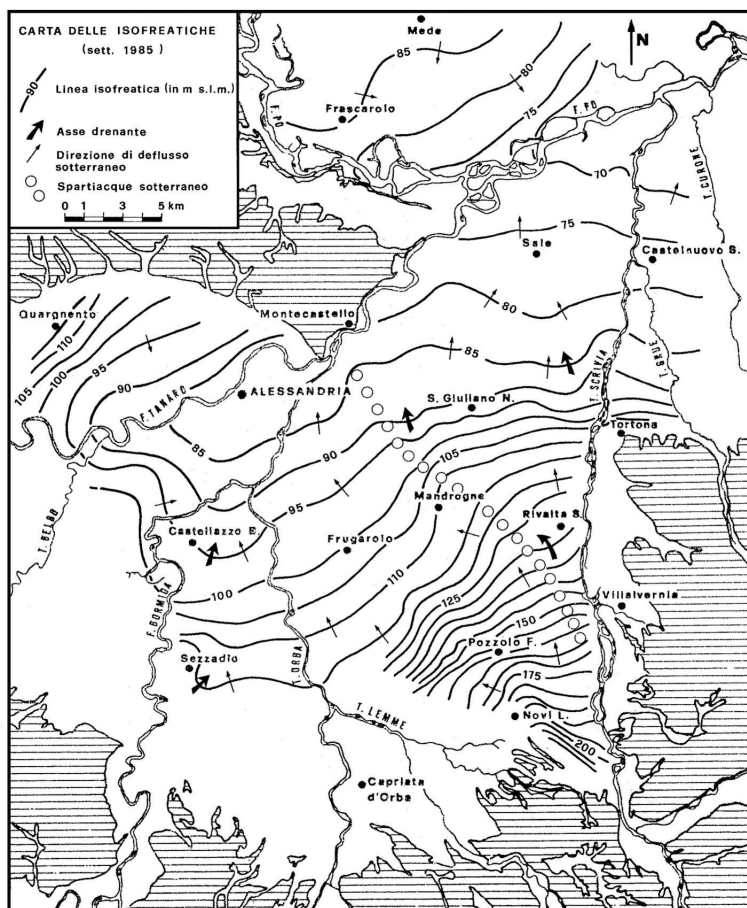 CARTA DELLE ISOFREATICHE
(sett. 1985)
90
Linea isofreatica (in m s.l.m.)
Asse drenante
Direzione di deflusso
sotterraneo
Spartiacque sotterraneo
0 1 3 5 km
N
Mede
85
80
75
Frascarolo
F. PO
F. PO
70
T. CURONE
75
Sale
Castelnuovo S.
80
Quargnento
Montecastello
110
105
100
95
90
85
F. TANARO
ALESSANDRIA
85
S. Giuliano N.
T. SCRIVIA
T. GRUE
Tortona
90
105
95
Mandrogne
Rivalta S.
T. BELBO
Castellazzo B.
Frugarolo
110
125
100
F. BORMIDA
Villalvernia
150
Pozzolo F.
Sezzadio
T. ORBA
175
T. LEMME
Novi L.
200
Capriata
d'Orba